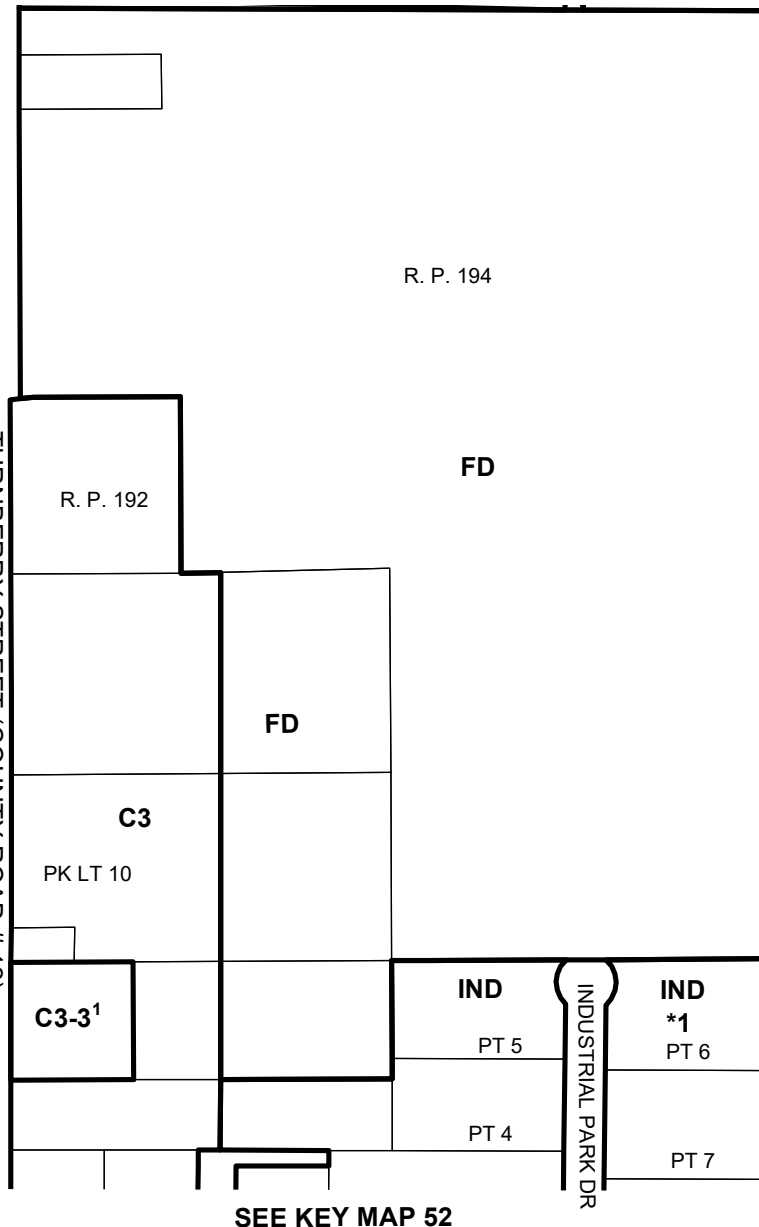 R. P. 194
FD
R. P. 192
FD
C3
PK LT 10
C3-3¹
IND
PT 5
PT 4
INDUSTRIAL PARK DR
IND
*1
PT 6
PT 7
SEE KEY MAP 52